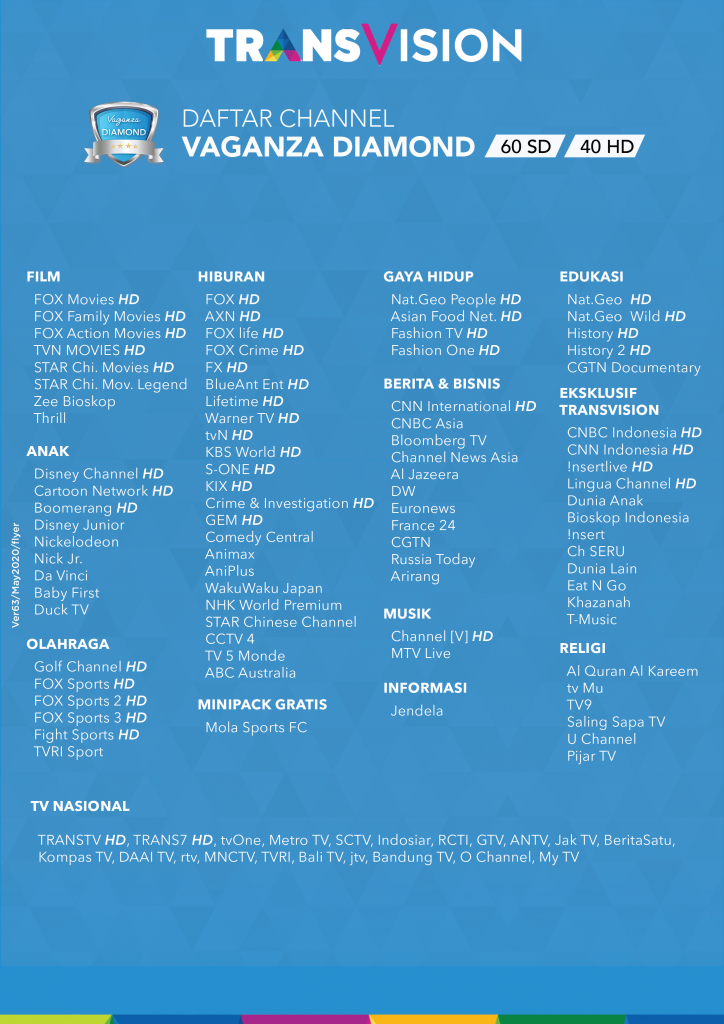 TRANSVISION
Vaganza
DIAMOND
DAFTAR CHANNEL
VAGANZA DIAMOND 60 SD 40 HD
FILM
FOX Movies HD
FOX Family Movies HD
FOX Action Movies HD
TVN MOVIES HD
STAR Chi. Movies HD
STAR Chi. Mov. Legend
Zee Bioskop
Thrill
ANAK
Disney Channel HD
Cartoon Network HD
Boomerang HD
Disney Junior
Nickelodeon
Nick Jr.
Da Vinci
Baby First
Duck TV
OLAHRAGA
Golf Channel HD
FOX Sports HD
FOX Sports 2 HD
FOX Sports 3 HD
Fight Sports HD
TVRI Sport
HIBURAN
FOX HD
AXN HD
FOX life HD
FOX Crime HD
FX HD
BlueAnt Ent HD
Lifetime HD
Warner TV HD
tvN HD
KBS World HD
S-ONE HD
KIX HD
Crime & Investigation HD
GEM HD
Comedy Central
Animax
AniPlus
WakuWaku Japan
NHK World Premium
STAR Chinese Channel
CCTV 4
TV 5 Monde
ABC Australia
MINIPACK GRATIS
Mola Sports FC
GAYA HIDUP
Nat.Geo People HD
Asian Food Net. HD
Fashion TV HD
Fashion One HD
BERITA & BISNIS
CNN International HD
CNBC Asia
Bloomberg TV
Channel News Asia
Al Jazeera
DW
Euronews
France 24
CGTN
Russia Today
Arirang
MUSIK
Channel [V] HD
MTV Live
INFORMASI
Jendela
EDUKASI
Nat.Geo HD
Nat.Geo Wild HD
History HD
History 2 HD
CGTN Documentary
EKSKLUSIF
TRANSVISION
CNBC Indonesia HD
CNN Indonesia HD
!nsertlive HD
Lingua Channel HD
Dunia Anak
Bioskop Indonesia
!nsert
Ch SERU
Dunia Lain
Eat N Go
Khazanah
T-Music
RELIGI
Al Quran Al Kareem
tv Mu
TV9
Saling Sapa TV
U Channel
Pijar TV
Ver63/May2020/flyer
TV NASIONAL
TRANSTV HD, TRANS7 HD, tvOne, Metro TV, SCTV, Indosiar, RCTI, GTV, ANTV, Jak TV, BeritaSatu,
Kompas TV, DAAI TV, rtv, MNCTV, TVRI, Bali TV, jtv, Bandung TV, O Channel, My TV